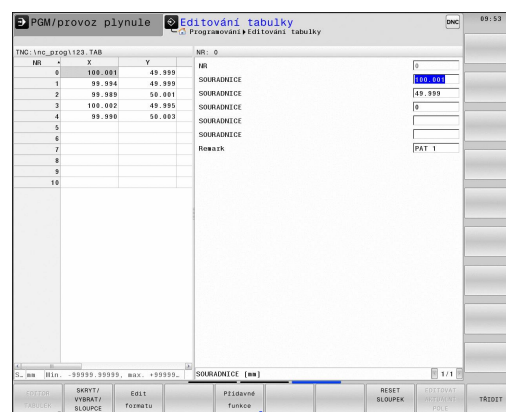 PGM/provoz plynule
Editování tabulky
Programování Editování tabulky
DNC
09:53
TNC:\nc_prog\123.TAB
NR: 0
NR X Y
0 100.001 49.999
1 99.994 49.999
2 99.989 50.001
3 100.002 49.995
4 99.990 50.003
5
6
7
8
9
10
NR 0
SOURADNICE 100.001
SOURADNICE 49.999
SOURADNICE 0
SOURADNICE
SOURADNICE
Remark PAT 1
S… mm Min. -99999.99999, max. +99999…
SOURADNICE [mm]
1/1
EDITOR TABULEK
SKRYT/ VYBRAT/ SLOUPCE
Edit formatu
Přídavné funkce
RESET SLOUPEK
EDITOVAT AKTUÁLNÍ POLE
TŘIDIT